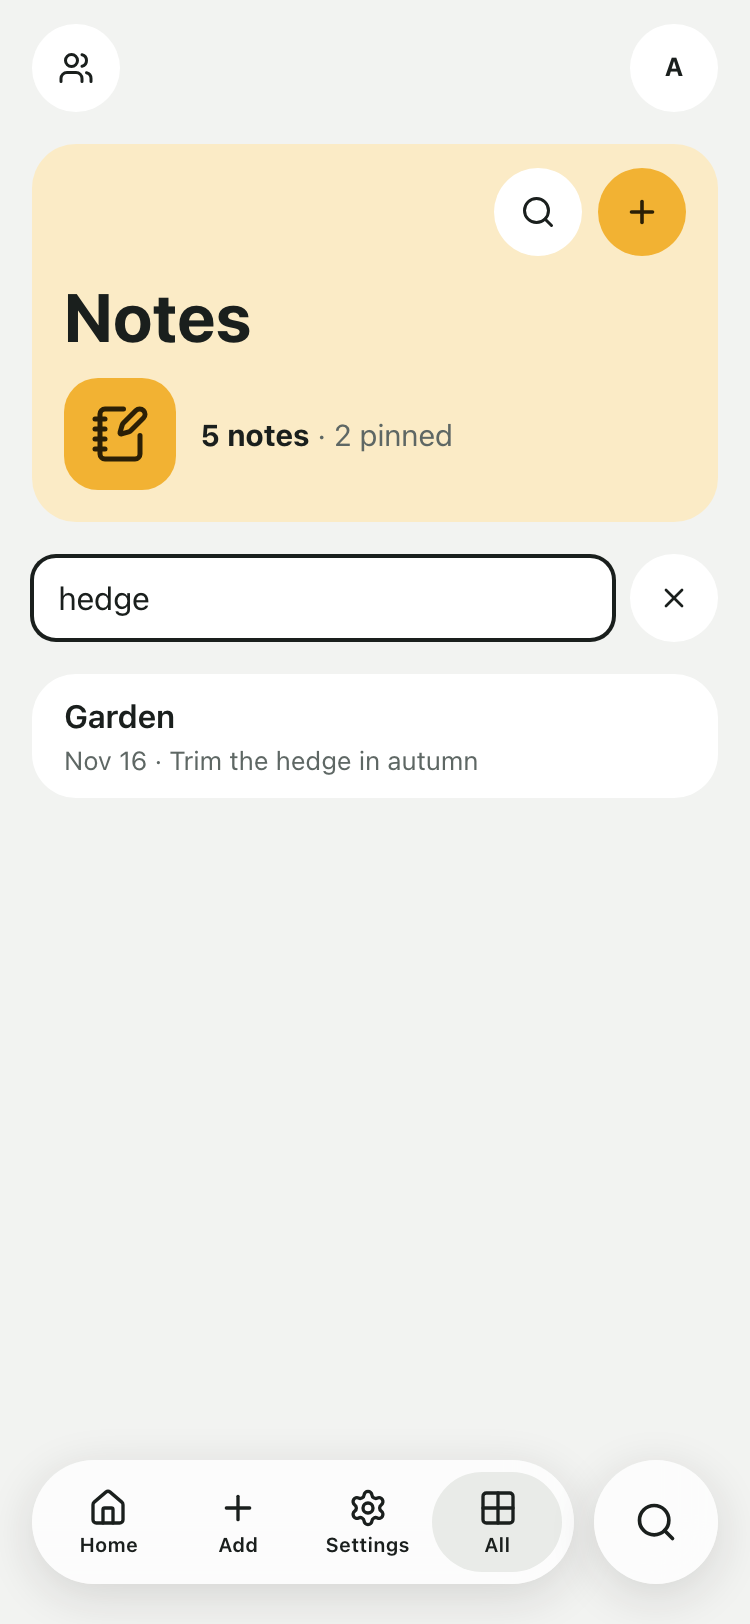 A
Notes
5 notes · 2 pinned
hedge
Garden
Nov 16 · Trim the hedge in autumn
Home
Add
Settings
All